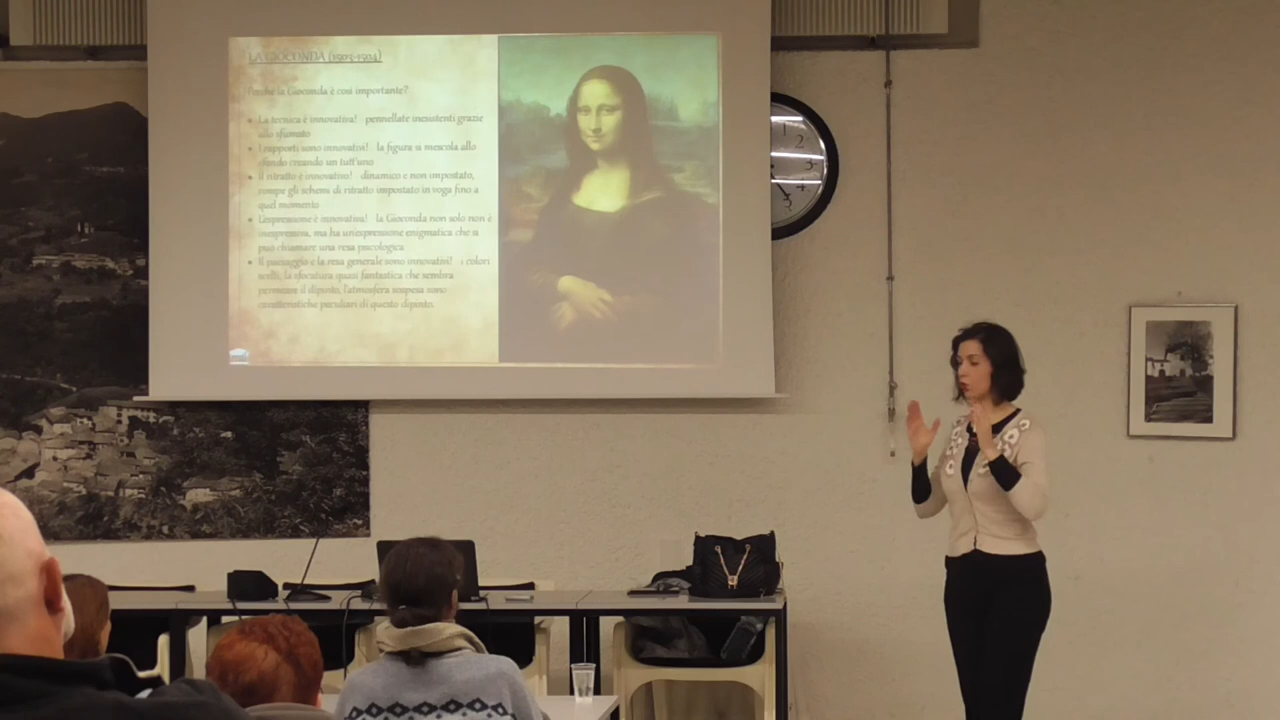 LA GIOCONDA (1503-1504)
Perché la Gioconda è così importante?
La tecnica è innovativa! pennellate inesistenti grazie
allo sfumato
I rapporti sono innovativi! la figura si mescola allo
sfondo creando un tutt'uno
Il ritratto è innovativo! dinamico e non impostato,
rompe gli schemi di ritratto impostato in voga fino a
quel momento
L'espressione è innovativa! la Gioconda non solo non è
inespressiva, ma ha un'espressione enigmatica che si
può chiamare una resa psicologica
Il paesaggio e la resa generale sono innovativi! i colori
scelti, la sfocatura quasi fantastica che sembra
permeare il dipinto, l'atmosfera sospesa sono
caratteristiche peculiari di questo dipinto.
1
2
3
4